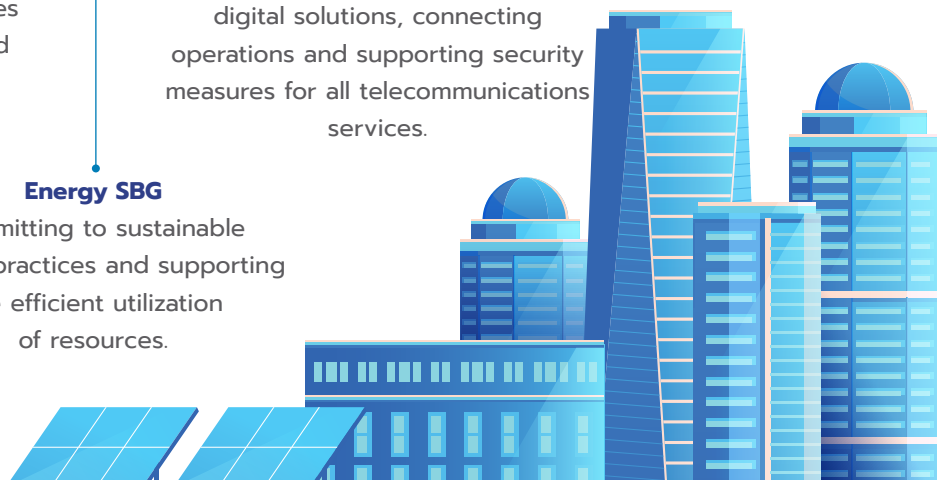 digital solutions, connecting
operations and supporting security
measures for all telecommunications
services.
Energy SBG
to sustainable
practices and supporting
efficient utilization
of resources.